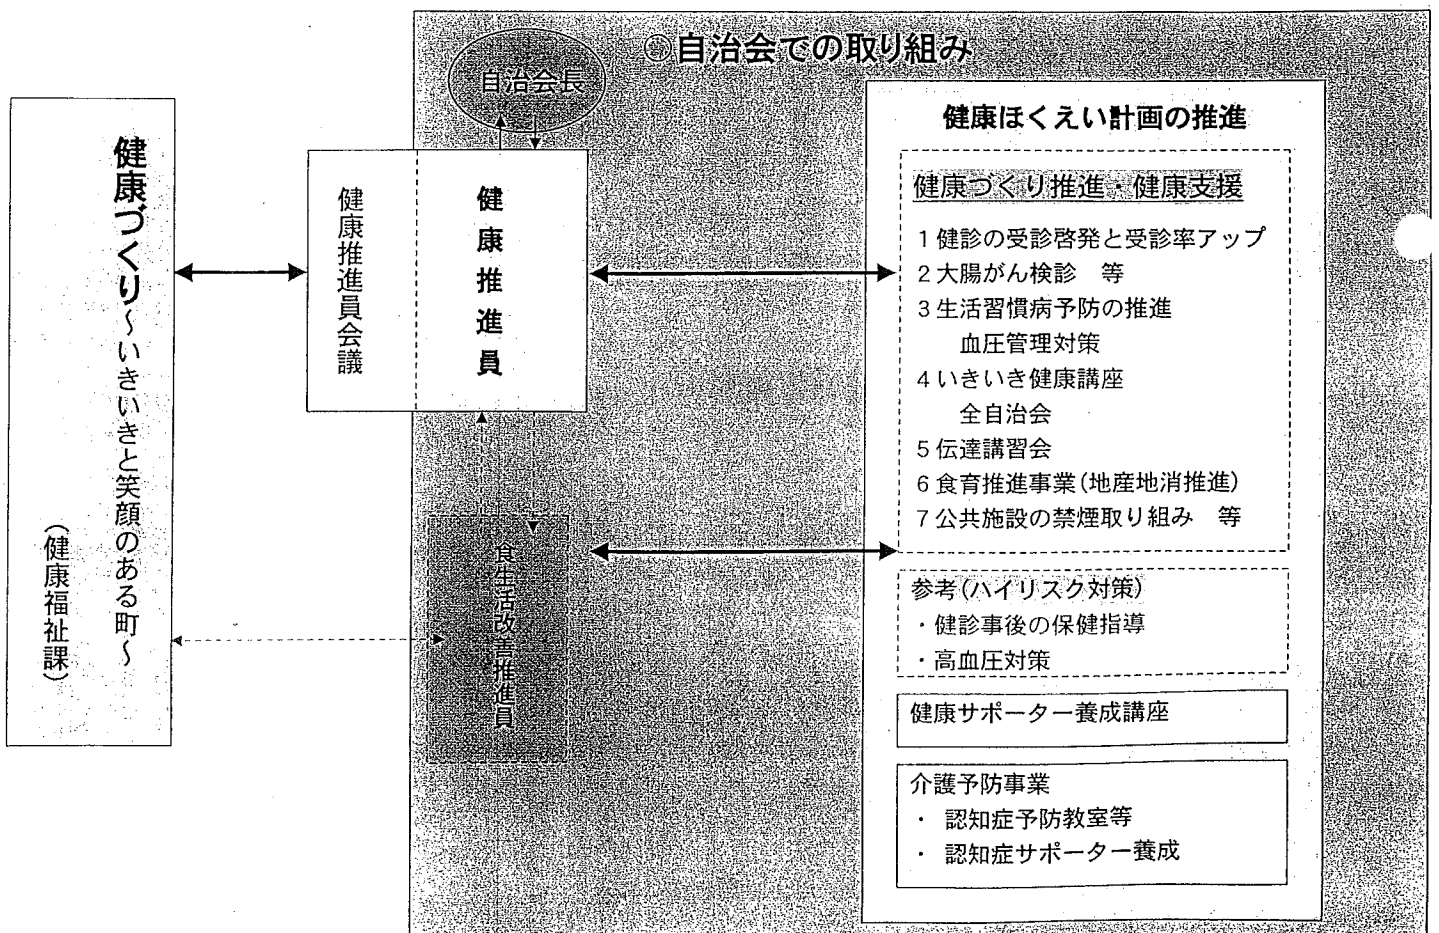 ◎自治会での取り組み
自治会長
健康づくり~いきいきと笑顔のある町~
(健康福祉課)
健康推進員会議
健康推進員
食生活改善推進員
健康ほくえい計画の推進
健康づくり推進・健康支援
1健診の受診啓発と受診率アップ
2大腸がん検診 等
3生活習慣病予防の推進
血圧管理対策
4いきいき健康講座
全自治会
5伝達講習会
6食育推進事業(地産地消推進)
7公共施設の禁煙取り組み 等
参考(ハイリスク対策)
・健診事後の保健指導
・高血圧対策
健康サポーター養成講座
介護予防事業
・ 認知症予防教室等
・ 認知症サポーター養成